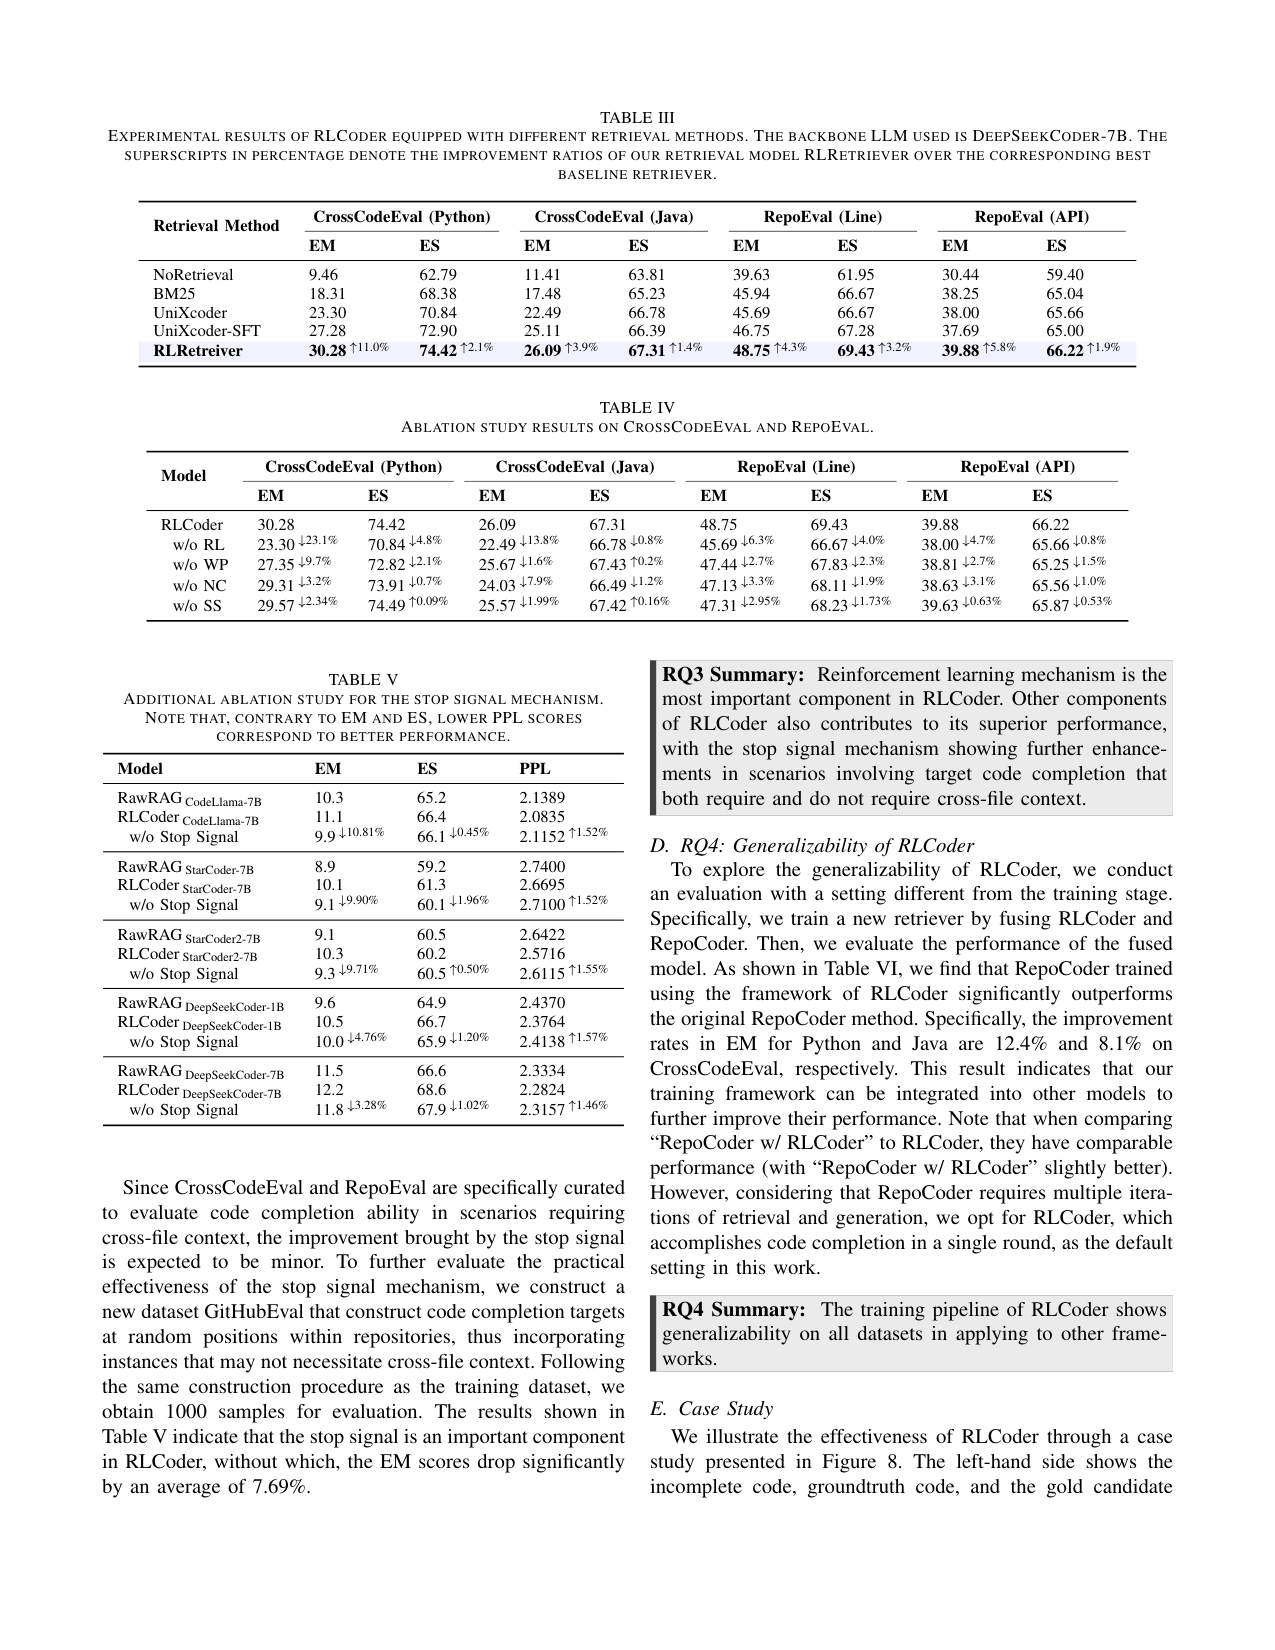 TABLE III
EXPERIMENTAL RESULTS OF RLCODER EQUIPPED WITH DIFFERENT RETRIEVAL METHODS. THE BACKBONE LLM USED IS DEEPSEEKCODER-7B. THE
SUPERSCRIPTS IN PERCENTAGE DENOTE THE IMPROVEMENT RATIOS OF OUR RETRIEVAL MODEL RLRETRIEVER OVER THE CORRESPONDING BEST
BASELINE RETRIEVER.
Retrieval Method CrossCodeEval (Python) CrossCodeEval (Java) RepoEval (Line) RepoEval (API)
EM ES EM ES EM ES EM ES
NoRetrieval 9.46 62.79 11.41 63.81 39.63 61.95 30.44 59.40
BM25 18.31 68.38 17.48 65.23 45.94 66.67 38.25 65.04
UniXcoder 23.30 70.84 22.49 66.78 45.69 66.67 38.00 65.66
UniXcoder-SFT 27.28 72.90 25.11 66.39 46.75 67.28 37.69 65.00
RLRetreiver 30.28 ↑11.0% 74.42 ↑2.1% 26.09 ↑3.9% 67.31 ↑1.4% 48.75 ↑4.3% 69.43 ↑3.2% 39.88 ↑5.8% 66.22 ↑1.9%
TABLE IV
ABLATION STUDY RESULTS ON CROSSCODEEVAL AND REPOEVAL.
Model CrossCodeEval (Python) CrossCodeEval (Java) RepoEval (Line) RepoEval (API)
EM ES EM ES EM ES EM ES
RLCoder 30.28 74.42 26.09 67.31 48.75 69.43 39.88 66.22
w/o RL 23.30 ↓23.1% 70.84 ↓4.8% 22.49 ↓13.8% 66.78 ↓0.8% 45.69 ↓6.3% 66.67 ↓4.0% 38.00 ↓4.7% 65.66 ↓0.8%
w/o WP 27.35 ↓9.7% 72.82 ↓2.1% 25.67 ↓1.6% 67.43 ↑0.2% 47.44 ↓2.7% 67.83 ↓2.3% 38.81 ↓2.7% 65.25 ↓1.5%
w/o NC 29.31 ↓3.2% 73.91 ↓0.7% 24.03 ↓7.9% 66.49 ↓1.2% 47.13 ↓3.3% 68.11 ↓1.9% 38.63 ↓3.1% 65.56 ↓1.0%
w/o SS 29.57 ↓2.34% 74.49 ↑0.09% 25.57 ↓1.99% 67.42 ↑0.16% 47.31 ↓2.95% 68.23 ↓1.73% 39.63 ↓0.63% 65.87 ↓0.53%
TABLE V
ADDITIONAL ABLATION STUDY FOR THE STOP SIGNAL MECHANISM.
NOTE THAT, CONTRARY TO EM AND ES, LOWER PPL SCORES
CORRESPOND TO BETTER PERFORMANCE.
Model EM ES PPL
RawRAG CodeLlama-7B 10.3 65.2 2.1389
RLCoder CodeLlama-7B 11.1 66.4 2.0835
w/o Stop Signal 9.9 ↓10.81% 66.1 ↓0.45% 2.1152 ↑1.52%
RawRAG StarCoder-7B 8.9 59.2 2.7400
RLCoder StarCoder-7B 10.1 61.3 2.6695
w/o Stop Signal 9.1 ↓9.90% 60.1 ↓1.96% 2.7100 ↑1.52%
RawRAG StarCoder2-7B 9.1 60.5 2.6422
RLCoder StarCoder2-7B 10.3 60.2 2.5716
w/o Stop Signal 9.3 ↓9.71% 60.5 ↑0.50% 2.6115 ↑1.55%
RawRAG DeepSeekCoder-1B 9.6 64.9 2.4370
RLCoder DeepSeekCoder-1B 10.5 66.7 2.3764
w/o Stop Signal 10.0 ↓4.76% 65.9 ↓1.20% 2.4138 ↑1.57%
RawRAG DeepSeekCoder-7B 11.5 66.6 2.3334
RLCoder DeepSeekCoder-7B 12.2 68.6 2.2824
w/o Stop Signal 11.8 ↓3.28% 67.9 ↓1.02% 2.3157 ↑1.46%
Since CrossCodeEval and RepoEval are specifically curated
to evaluate code completion ability in scenarios requiring
cross-file context, the improvement brought by the stop signal
is expected to be minor. To further evaluate the practical
effectiveness of the stop signal mechanism, we construct a
new dataset GitHubEval that construct code completion targets
at random positions within repositories, thus incorporating
instances that may not necessitate cross-file context. Following
the same construction procedure as the training dataset, we
obtain 1000 samples for evaluation. The results shown in
Table V indicate that the stop signal is an important component
in RLCoder, without which, the EM scores drop significantly
by an average of 7.69%.
RQ3 Summary: Reinforcement learning mechanism is the
most important component in RLCoder. Other components
of RLCoder also contributes to its superior performance,
with the stop signal mechanism showing further enhance-
ments in scenarios involving target code completion that
both require and do not require cross-file context.
D. RQ4: Generalizability of RLCoder
To explore the generalizability of RLCoder, we conduct
an evaluation with a setting different from the training stage.
Specifically, we train a new retriever by fusing RLCoder and
RepoCoder. Then, we evaluate the performance of the fused
model. As shown in Table VI, we find that RepoCoder trained
using the framework of RLCoder significantly outperforms
the original RepoCoder method. Specifically, the improvement
rates in EM for Python and Java are 12.4% and 8.1% on
CrossCodeEval, respectively. This result indicates that our
training framework can be integrated into other models to
further improve their performance. Note that when comparing
“RepoCoder w/ RLCoder” to RLCoder, they have comparable
performance (with “RepoCoder w/ RLCoder” slightly better).
However, considering that RepoCoder requires multiple itera-
tions of retrieval and generation, we opt for RLCoder, which
accomplishes code completion in a single round, as the default
setting in this work.
RQ4 Summary: The training pipeline of RLCoder shows
generalizability on all datasets in applying to other frame-
works.
E. Case Study
We illustrate the effectiveness of RLCoder through a case
study presented in Figure 8. The left-hand side shows the
incomplete code, groundtruth code, and the gold candidate